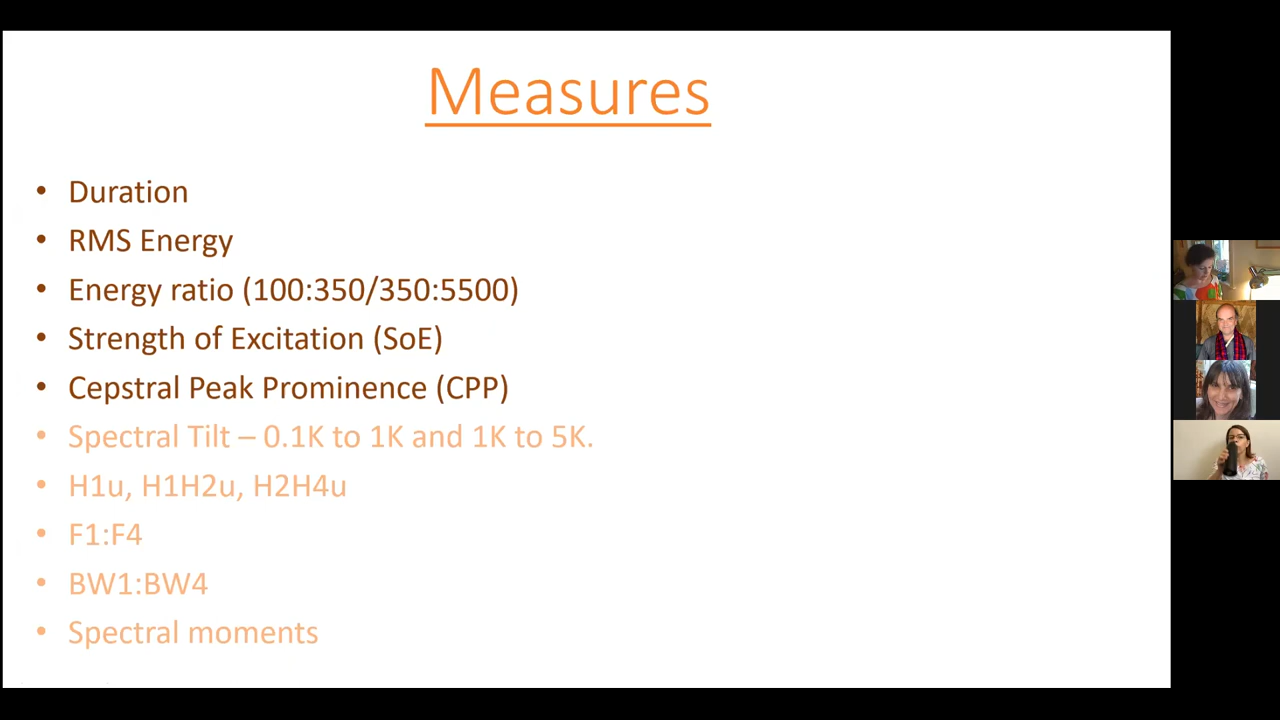 Measures
• Duration
• RMS Energy
• Energy ratio (100:350/350:5500)
• Strength of Excitation (SoE)
• Cepstral Peak Prominence (CPP)
• Spectral Tilt – 0.1K to 1K and 1K to 5K.
• H1u, H1H2u, H2H4u
• F1:F4
• BW1:BW4
• Spectral moments